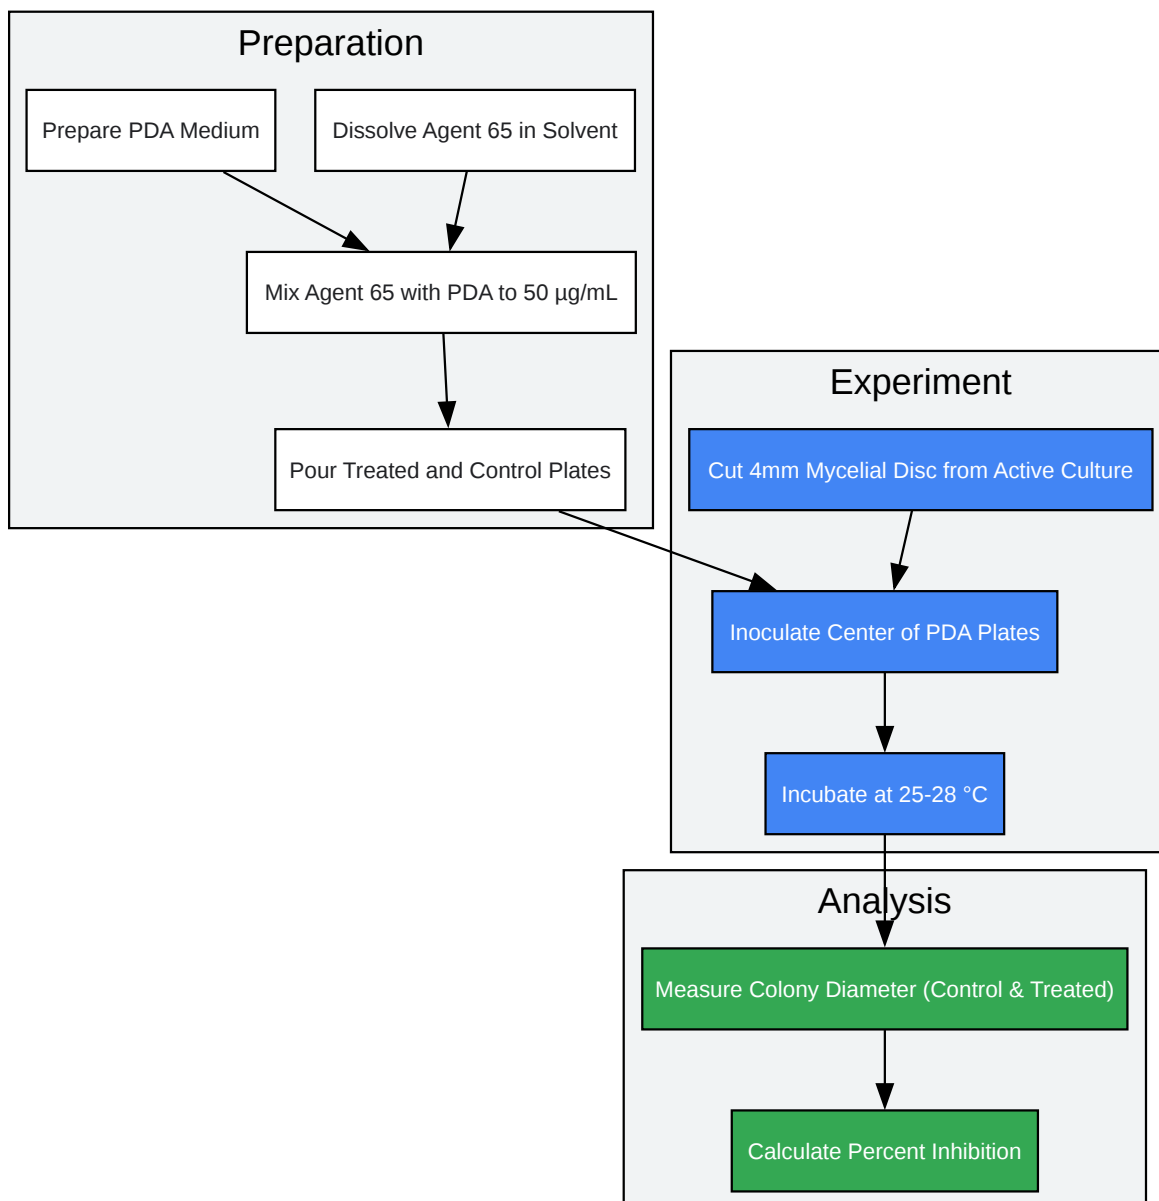 Preparation
Prepare PDA Medium
Dissolve Agent 65 in Solvent
Mix Agent 65 with PDA to 50 µg/mL
Pour Treated and Control Plates
Experiment
Cut 4mm Mycelial Disc from Active Culture
Inoculate Center of PDA Plates
Incubate at 25-28 °C
Analysis
Measure Colony Diameter (Control & Treated)
Calculate Percent Inhibition